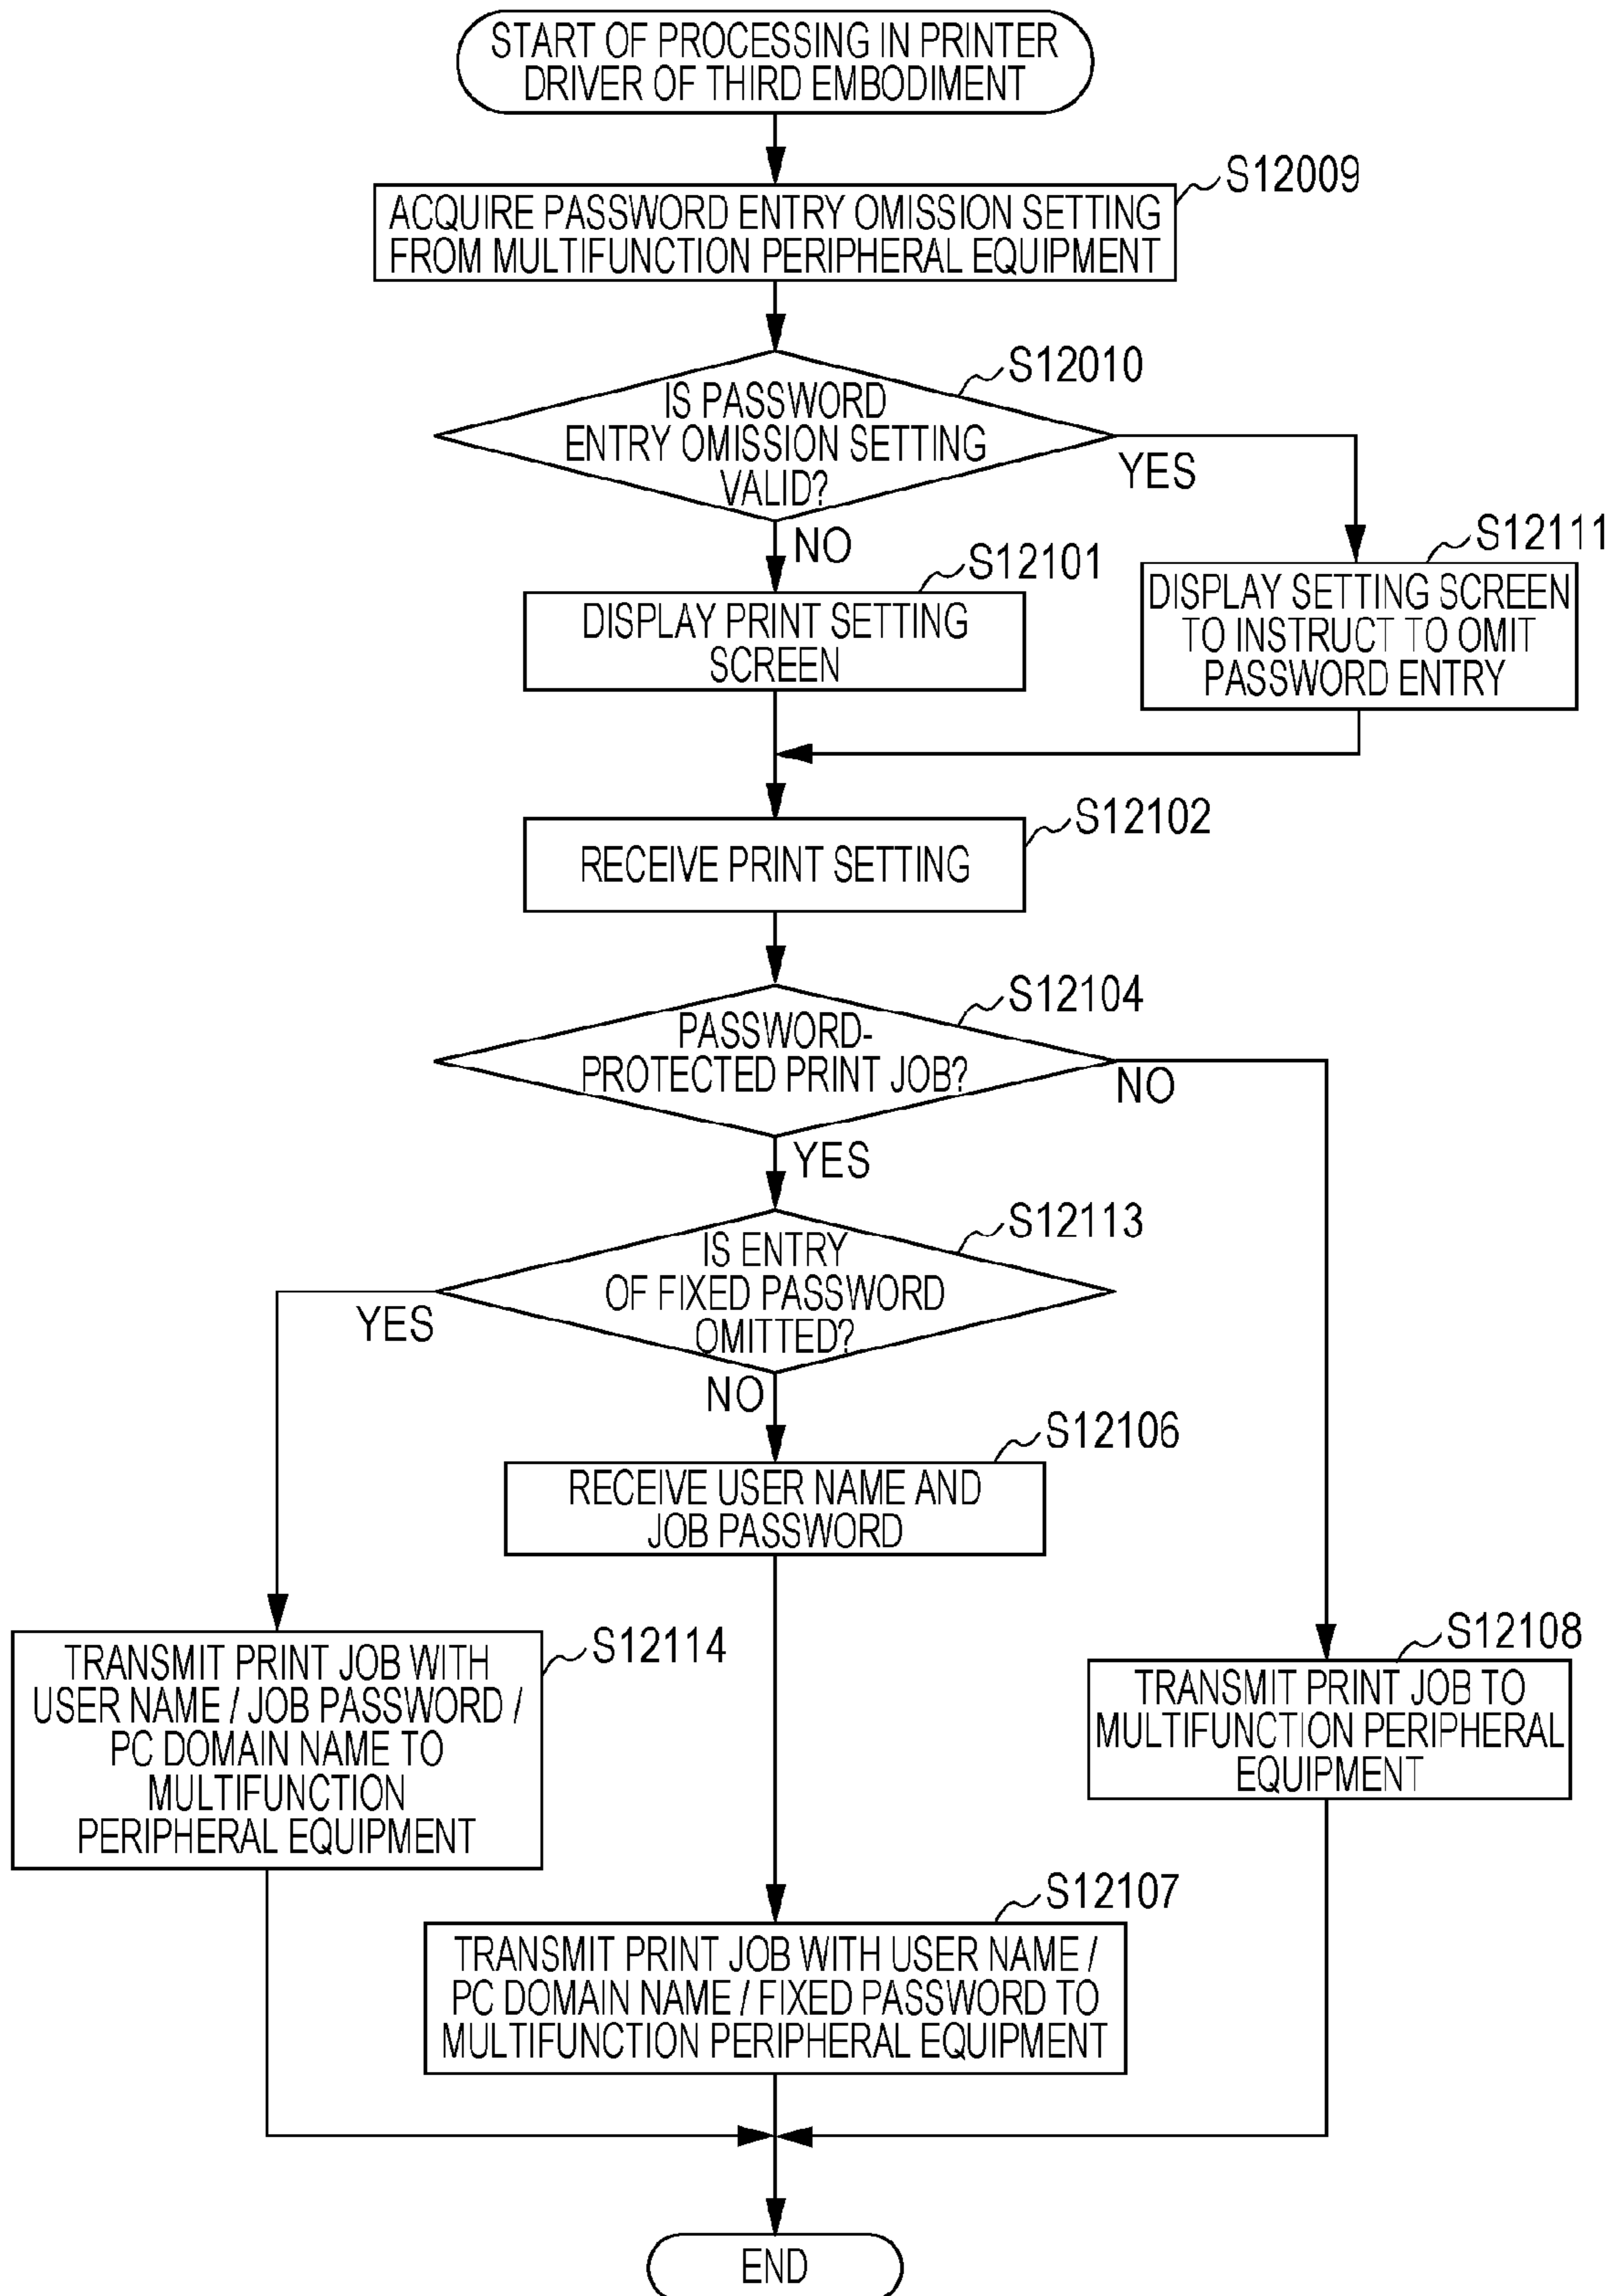 START OF PROCESSING IN PRINTER
DRIVER OF THIRD EMBODIMENT
S12009
ACQUIRE PASSWORD ENTRY OMISSION SETTING
FROM MULTIFUNCTION PERIPHERAL EQUIPMENT
S12010
IS PASSWORD
ENTRY OMISSION SETTING
VALID?
YES
NO
S12101
DISPLAY PRINT SETTING
SCREEN
S12111
DISPLAY SETTING SCREEN
TO INSTRUCT TO OMIT
PASSWORD ENTRY
S12102
RECEIVE PRINT SETTING
S12104
PASSWORD-
PROTECTED PRINT JOB?
NO
YES
S12113
IS ENTRY
OF FIXED PASSWORD
OMITTED?
YES
NO
S12106
RECEIVE USER NAME AND
JOB PASSWORD
S12114
TRANSMIT PRINT JOB WITH
USER NAME / JOB PASSWORD /
PC DOMAIN NAME TO
MULTIFUNCTION
PERIPHERAL EQUIPMENT
S12108
TRANSMIT PRINT JOB TO
MULTIFUNCTION PERIPHERAL
EQUIPMENT
S12107
TRANSMIT PRINT JOB WITH USER NAME /
PC DOMAIN NAME / FIXED PASSWORD TO
MULTIFUNCTION PERIPHERAL EQUIPMENT
END